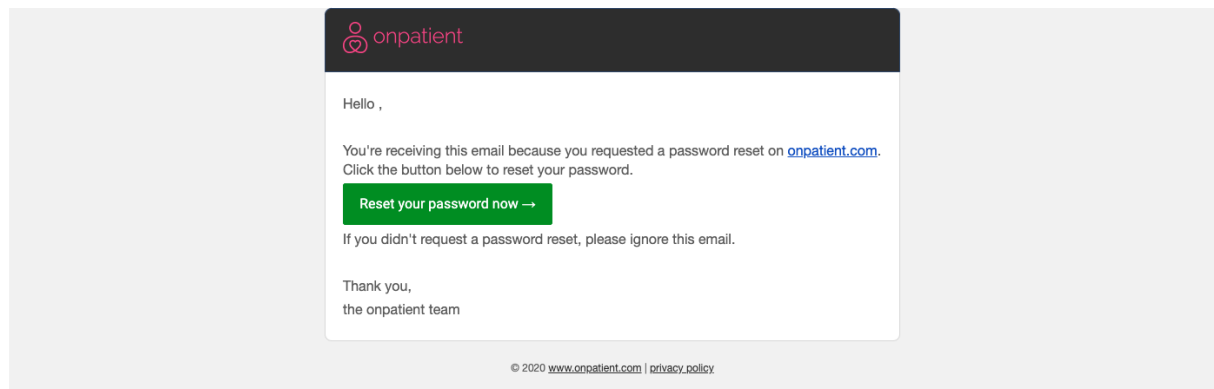 onpatient
Hello ,
You're receiving this email because you requested a password reset on onpatient.com.
Click the button below to reset your password.
Reset your password now →
If you didn't request a password reset, please ignore this email.
Thank you,
the onpatient team
© 2020 www.onpatient.com | privacy policy